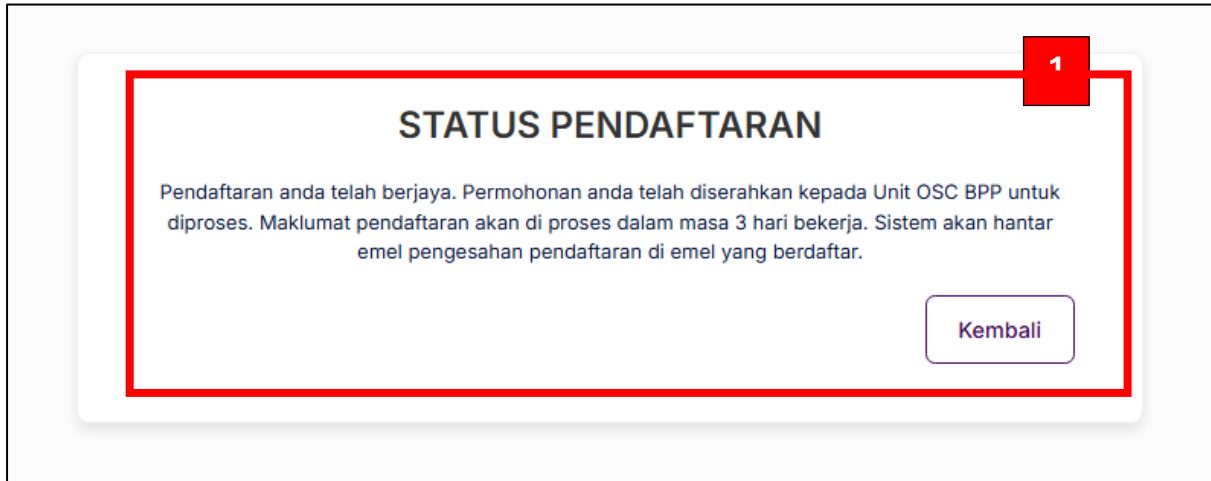 1
STATUS PENDAFTARAN
Pendaftaran anda telah berjaya. Permohonan anda telah diserahkan kepada Unit OSC BPP untuk
diproses. Maklumat pendaftaran akan di proses dalam masa 3 hari bekerja. Sistem akan hantar
emel pengesahan pendaftaran di emel yang berdaftar.
Kembali